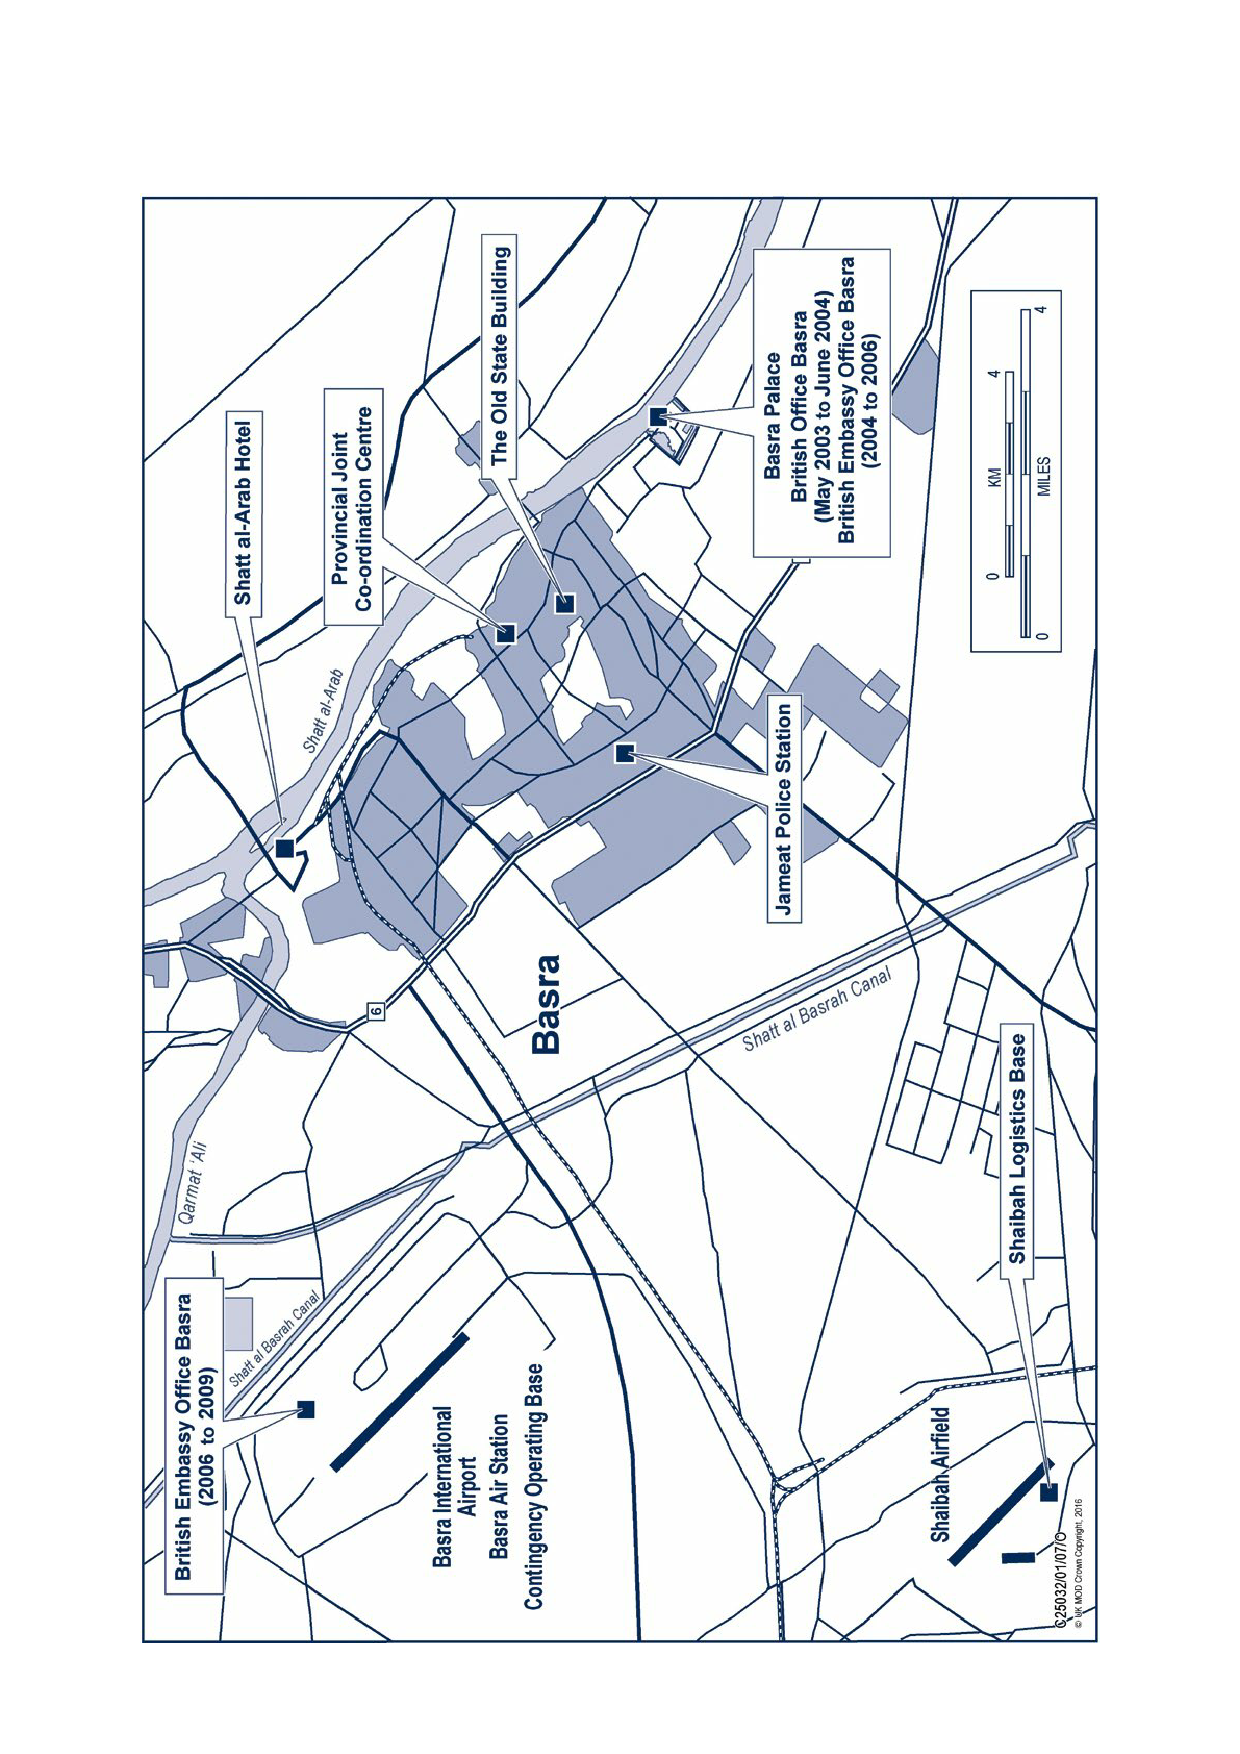 British Embassy Office Basra
(2006 to 2009)
Qarmat 'Ali
Shatt al-Arab Hotel
Shatt al-Arab
Provincial Joint
Co-ordination Centre
The Old State Building
Shatt al Basrah Canal
6
Basra International
Airport
Basra Air Station
Contingency Operating Base
Basra
Basra Palace
British Office Basra
(May 2003 to June 2004)
British Embassy Office Basra
(2004 to 2006)
Jameat Police Station
Shatt al Basrah Canal
Shaibah Airfield
Shaibah Logistics Base
0
KM
4
MILES
0
4
C25032/01/07/O
© UK MOD Crown Copyright, 2016